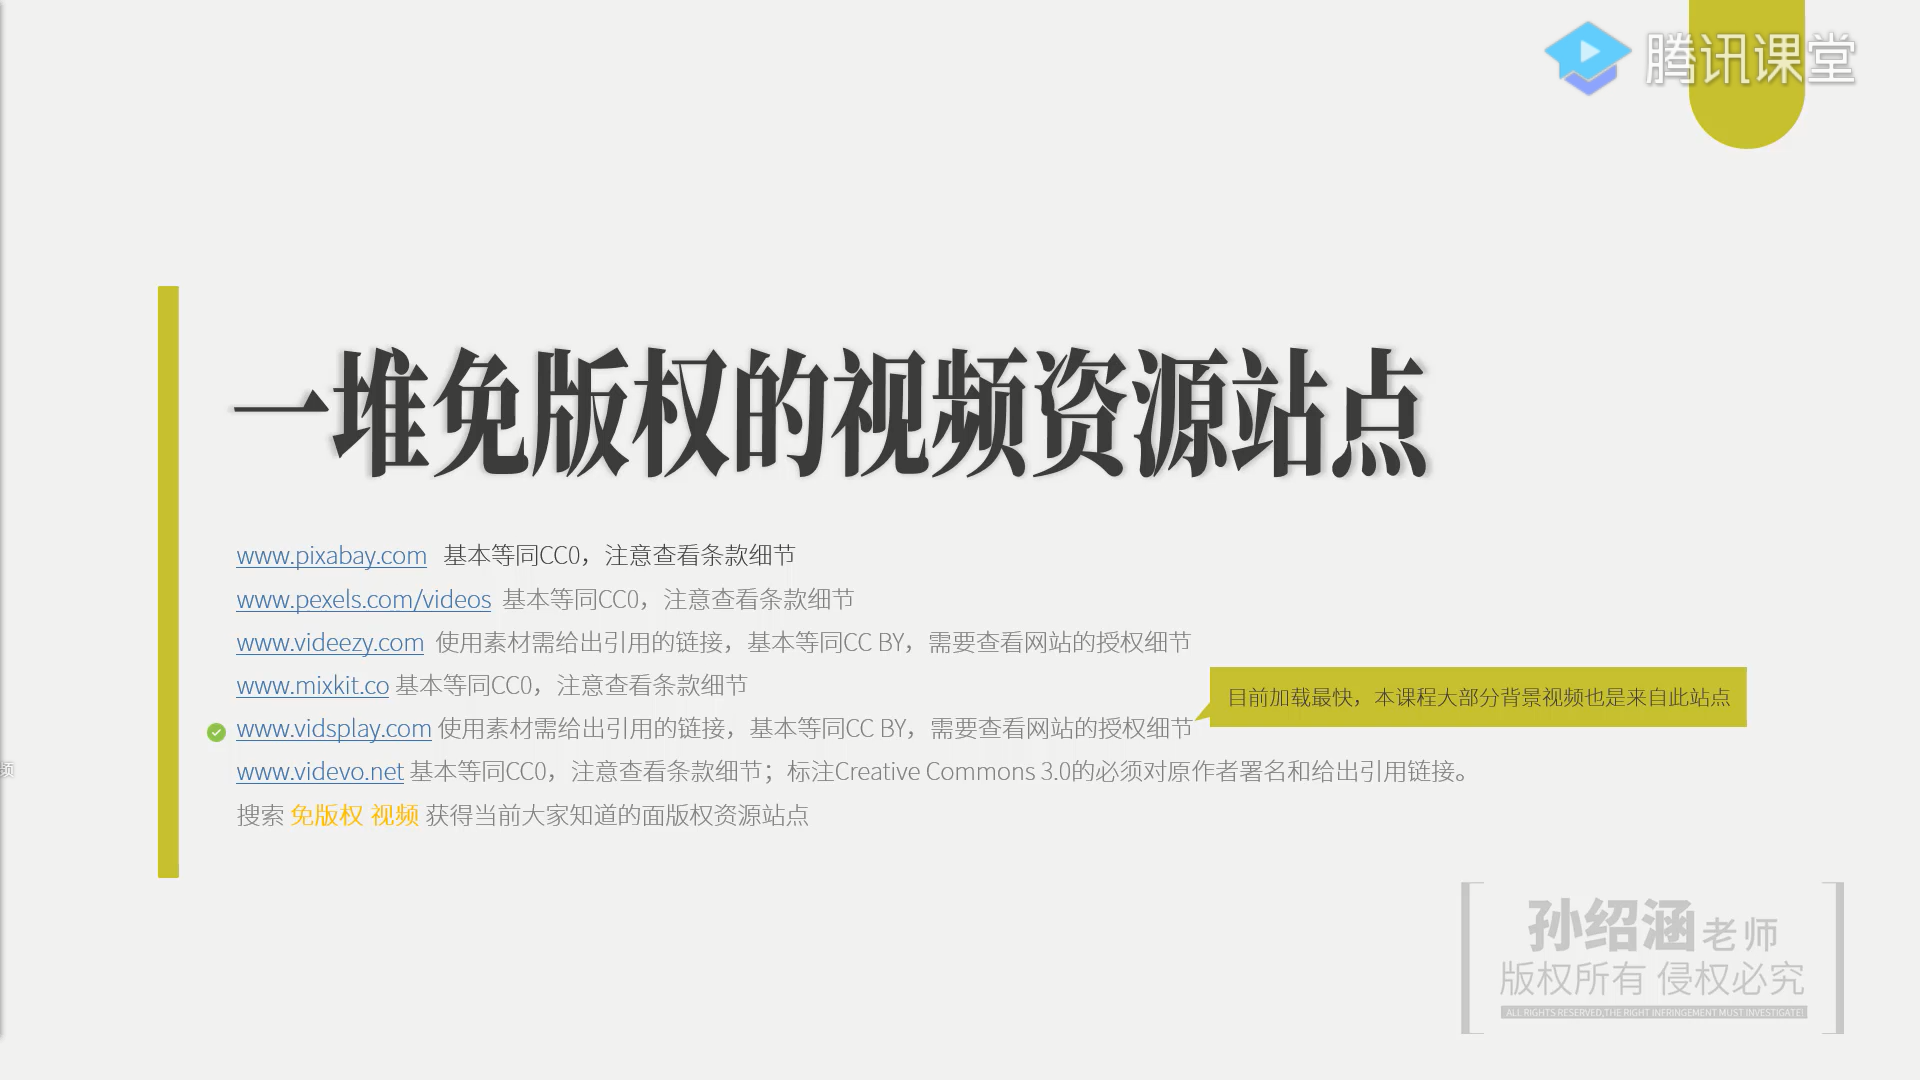 腾讯课堂
一堆免版权的视频资源站点
www.pixabay.com 基本等同CC0，注意查看条款细节
www.pexels.com/videos 基本等同CC0，注意查看条款细节
www.videezy.com 使用素材需给出引用的链接，基本等同CC BY，需要查看网站的授权细节
www.mixkit.co 基本等同CC0，注意查看条款细节
目前加载最快，本课程大部分背景视频也是来自此站点
www.vidsplay.com 使用素材需给出引用的链接，基本等同CC BY，需要查看网站的授权细节
www.videvo.net 基本等同CC0，注意查看条款细节；标注Creative Commons 3.0的必须对原作者署名和给出引用链接。
频
搜索 免版权 视频 获得当前大家知道的面版权资源站点
孙绍涵老师
版权所有 侵权必究
ALL RIGHTS RESERVED,THE RIGHT INFRINGEMENT MUST INVESTIGATE!